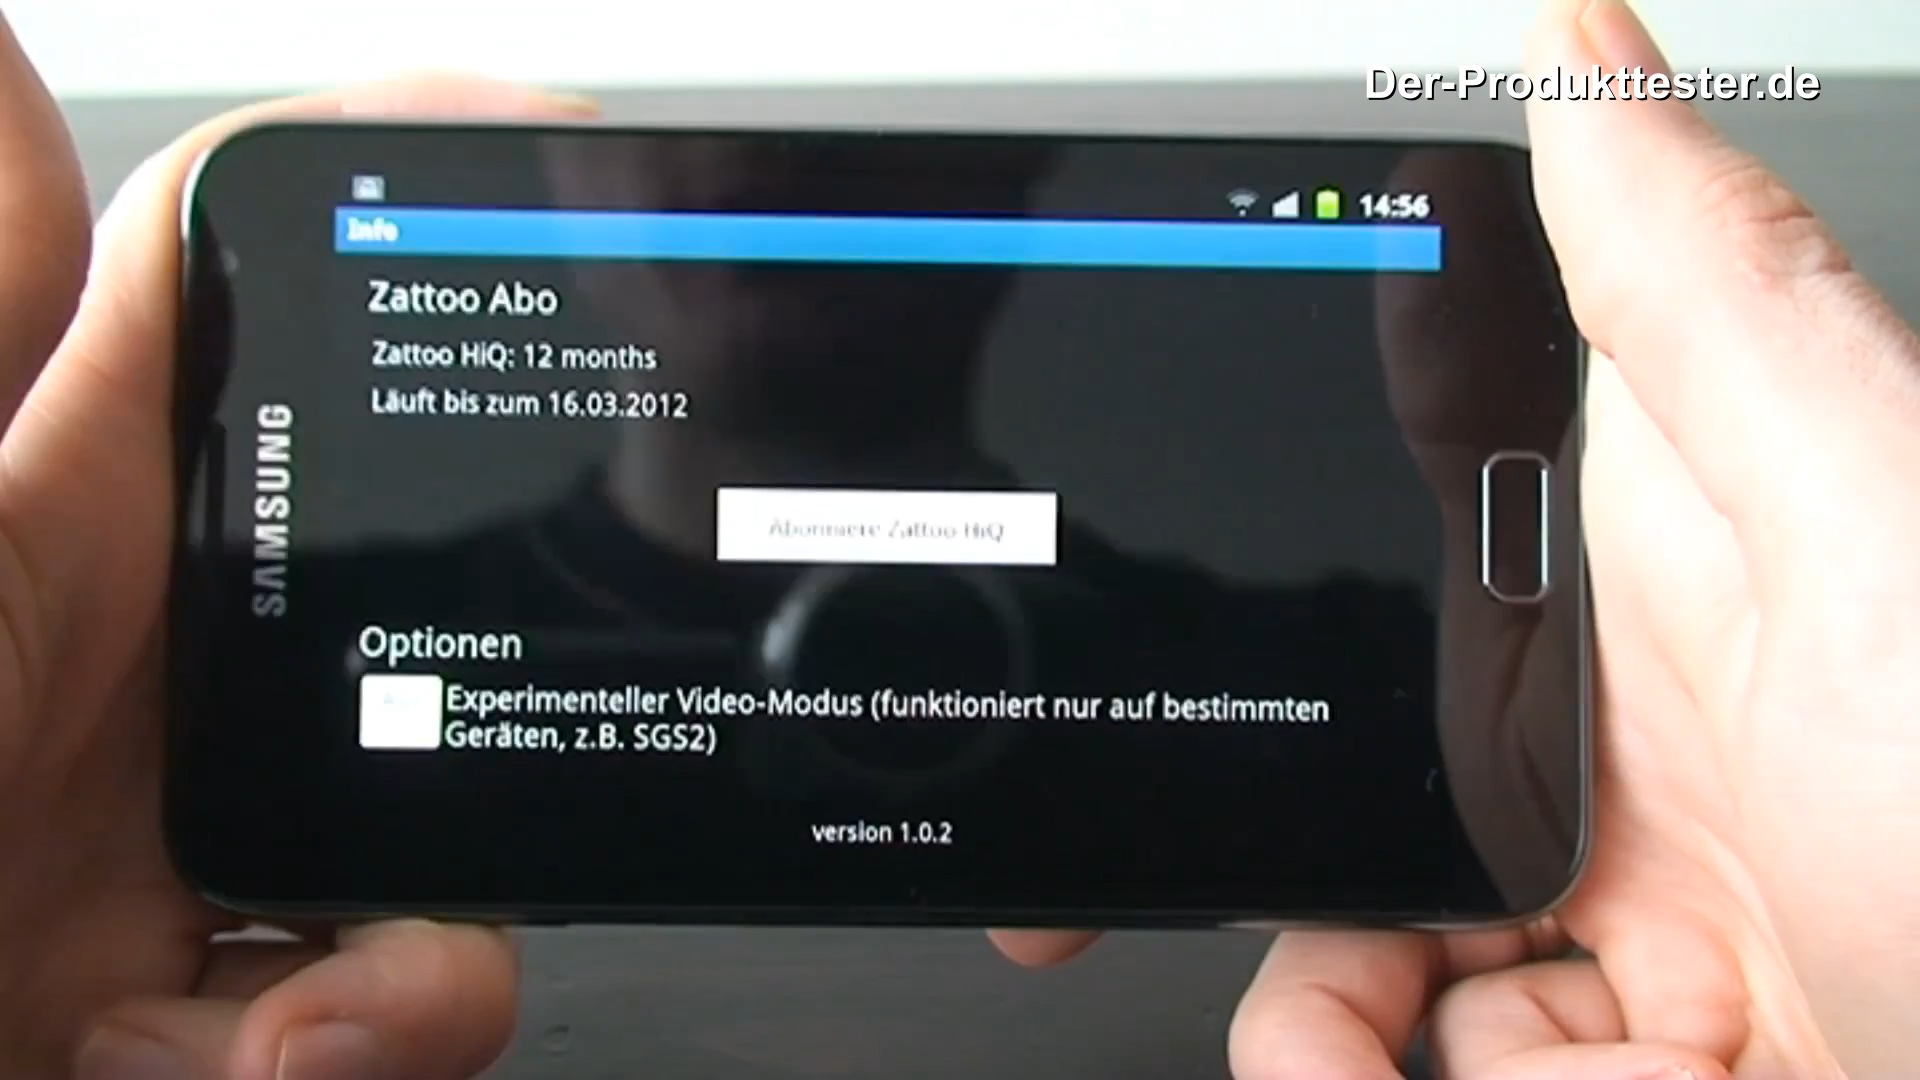 Der-Produkttester.de
14:56
Info
Zattoo Abo
Zattoo HiQ: 12 months
Läuft bis zum 16.03.2012
SAMSUNG
Abonniere Zattoo HiQ
Optionen
Experimenteller Video-Modus (funktioniert nur auf bestimmten
Geräten, z.B. SGS2)
version 1.0.2